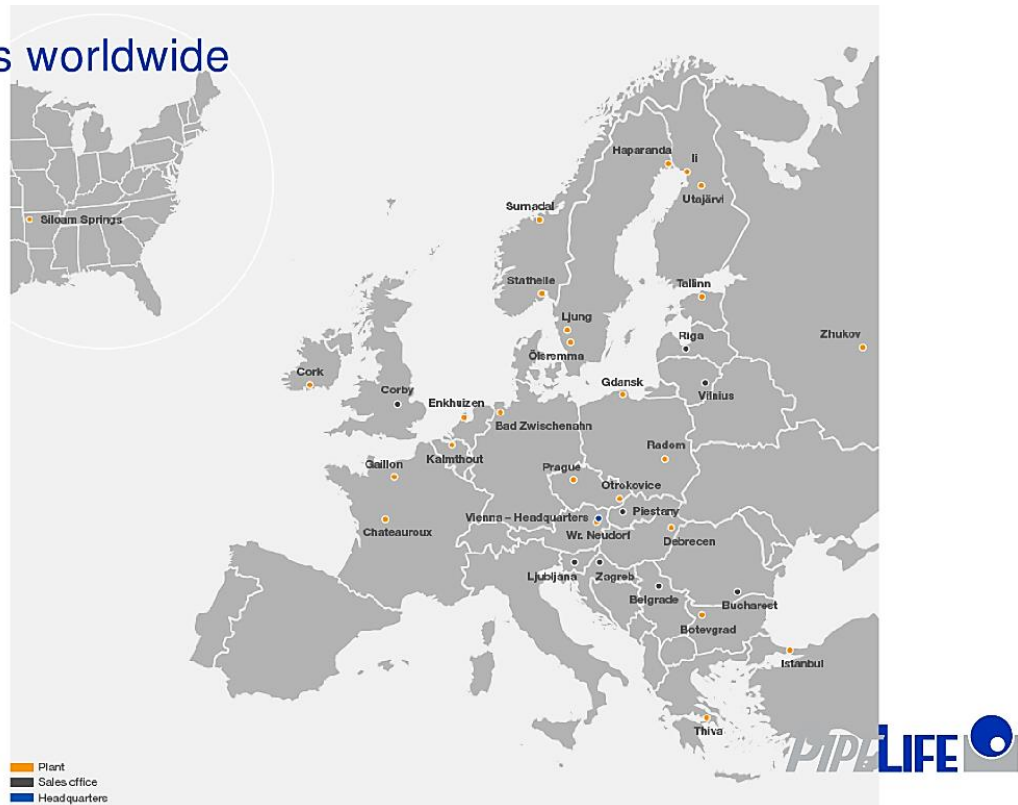 s worldwide
Siloam Springs
Haparanda
Ii
Utajärvi
Surnadal
Stathelle
Tallinn
Ljung
Riga
Zhukov
Ölsremma
Cork
Gdansk
Corby
Vilnius
Enkhuizen
Bad Zwischenahn
Kalmthout
Radom
Gaillon
Prague
Otrokovice
Piestany
Vienna – Headquarters
Chateauroux
Wr. Neudorf
Debrecen
Ljubljana
Zagreb
Belgrade
Bucharest
Botevgrad
Istanbul
Thiva
PIPELIFE
Plant
Sales office
Headquarters